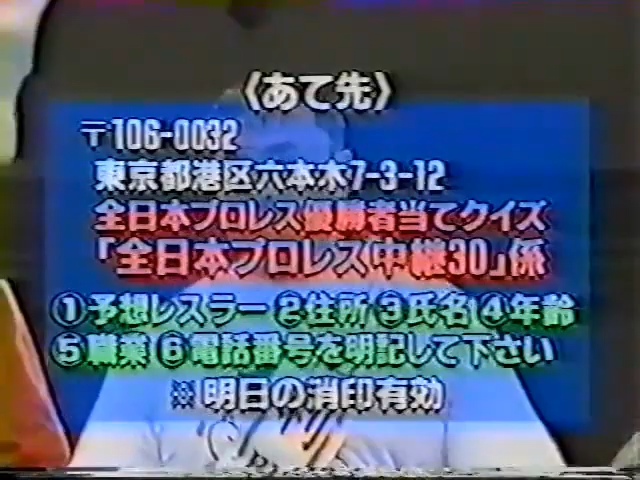 〈あて先〉
〒106-0032
東京都港区六本木7-3-12
全日本プロレス優勝者当てクイズ
「全日本プロレス中継30」係
①予想レスラー ②住所 ③氏名 ④年齢
⑤職業 ⑥電話番号を明記して下さい
※明日の消印有効